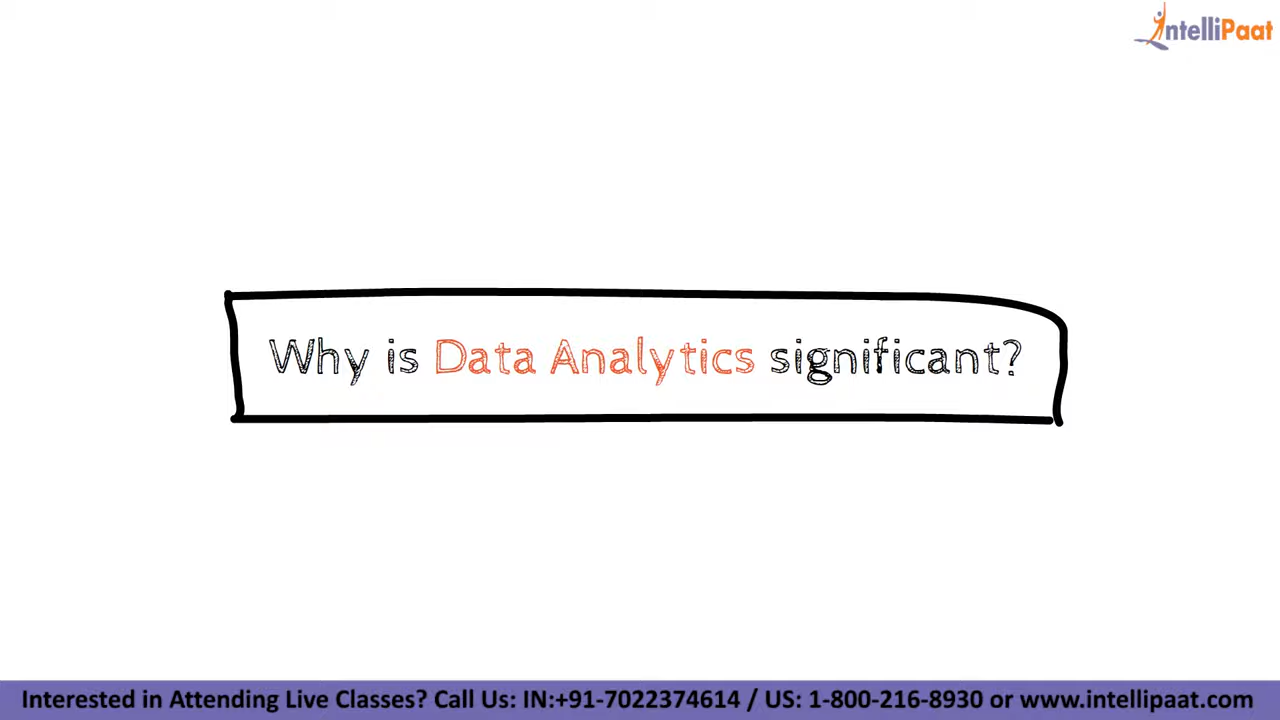 IntelliPaat
Why is Data Analytics significant?
Interested in Attending Live Classes? Call Us: IN:+91-7022374614 / US: 1-800-216-8930 or www.intellipaat.com